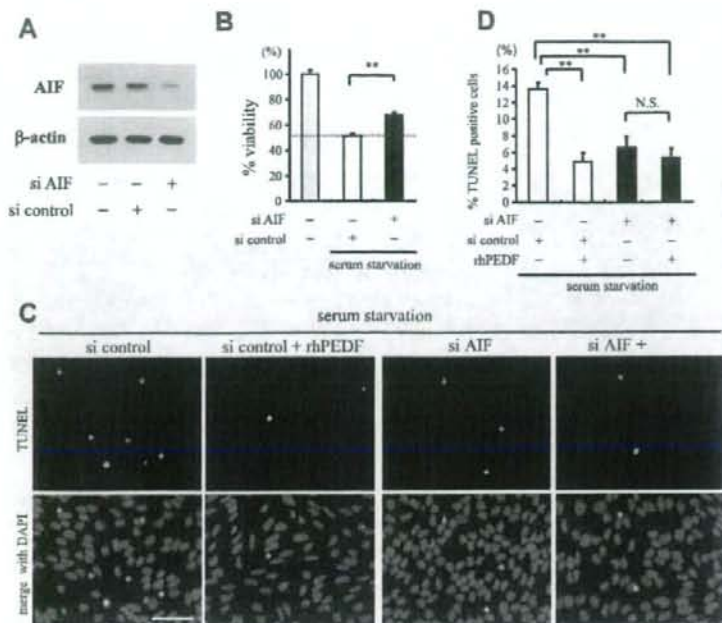 A
AIF
β-actin
si AIF - - +
si control - + -
B
(%)
100
80
60
40
20
0
% viability
**
si AIF - - +
si control - + -
serum starvation
D
(%)
16
14
12
10
8
6
4
2
0
% TUNEL positive cells
**
**
**
N.S.
si AIF - - + +
si control + + - -
rhPEDF - + - +
serum starvation
C
serum starvation
si control si control + rhPEDF si AIF si AIF +
TUNEL
merge with DAPI